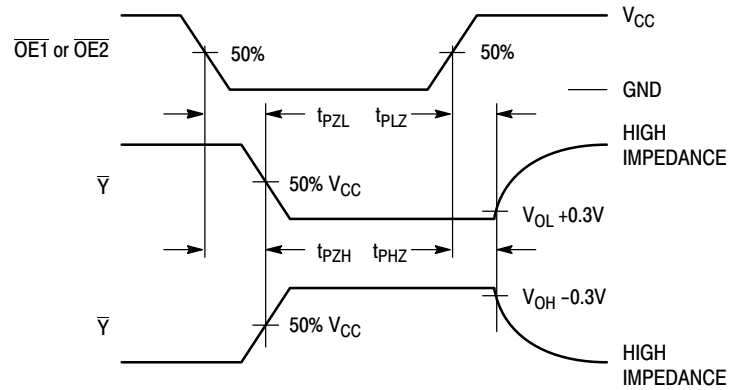 VCC
OE1 or OE2
50%
50%
GND
tPZL
tPLZ
HIGH
IMPEDANCE
Y
50% VCC
VOL +0.3V
tPZH
tPHZ
VOH −0.3V
Y
50% VCC
HIGH
IMPEDANCE